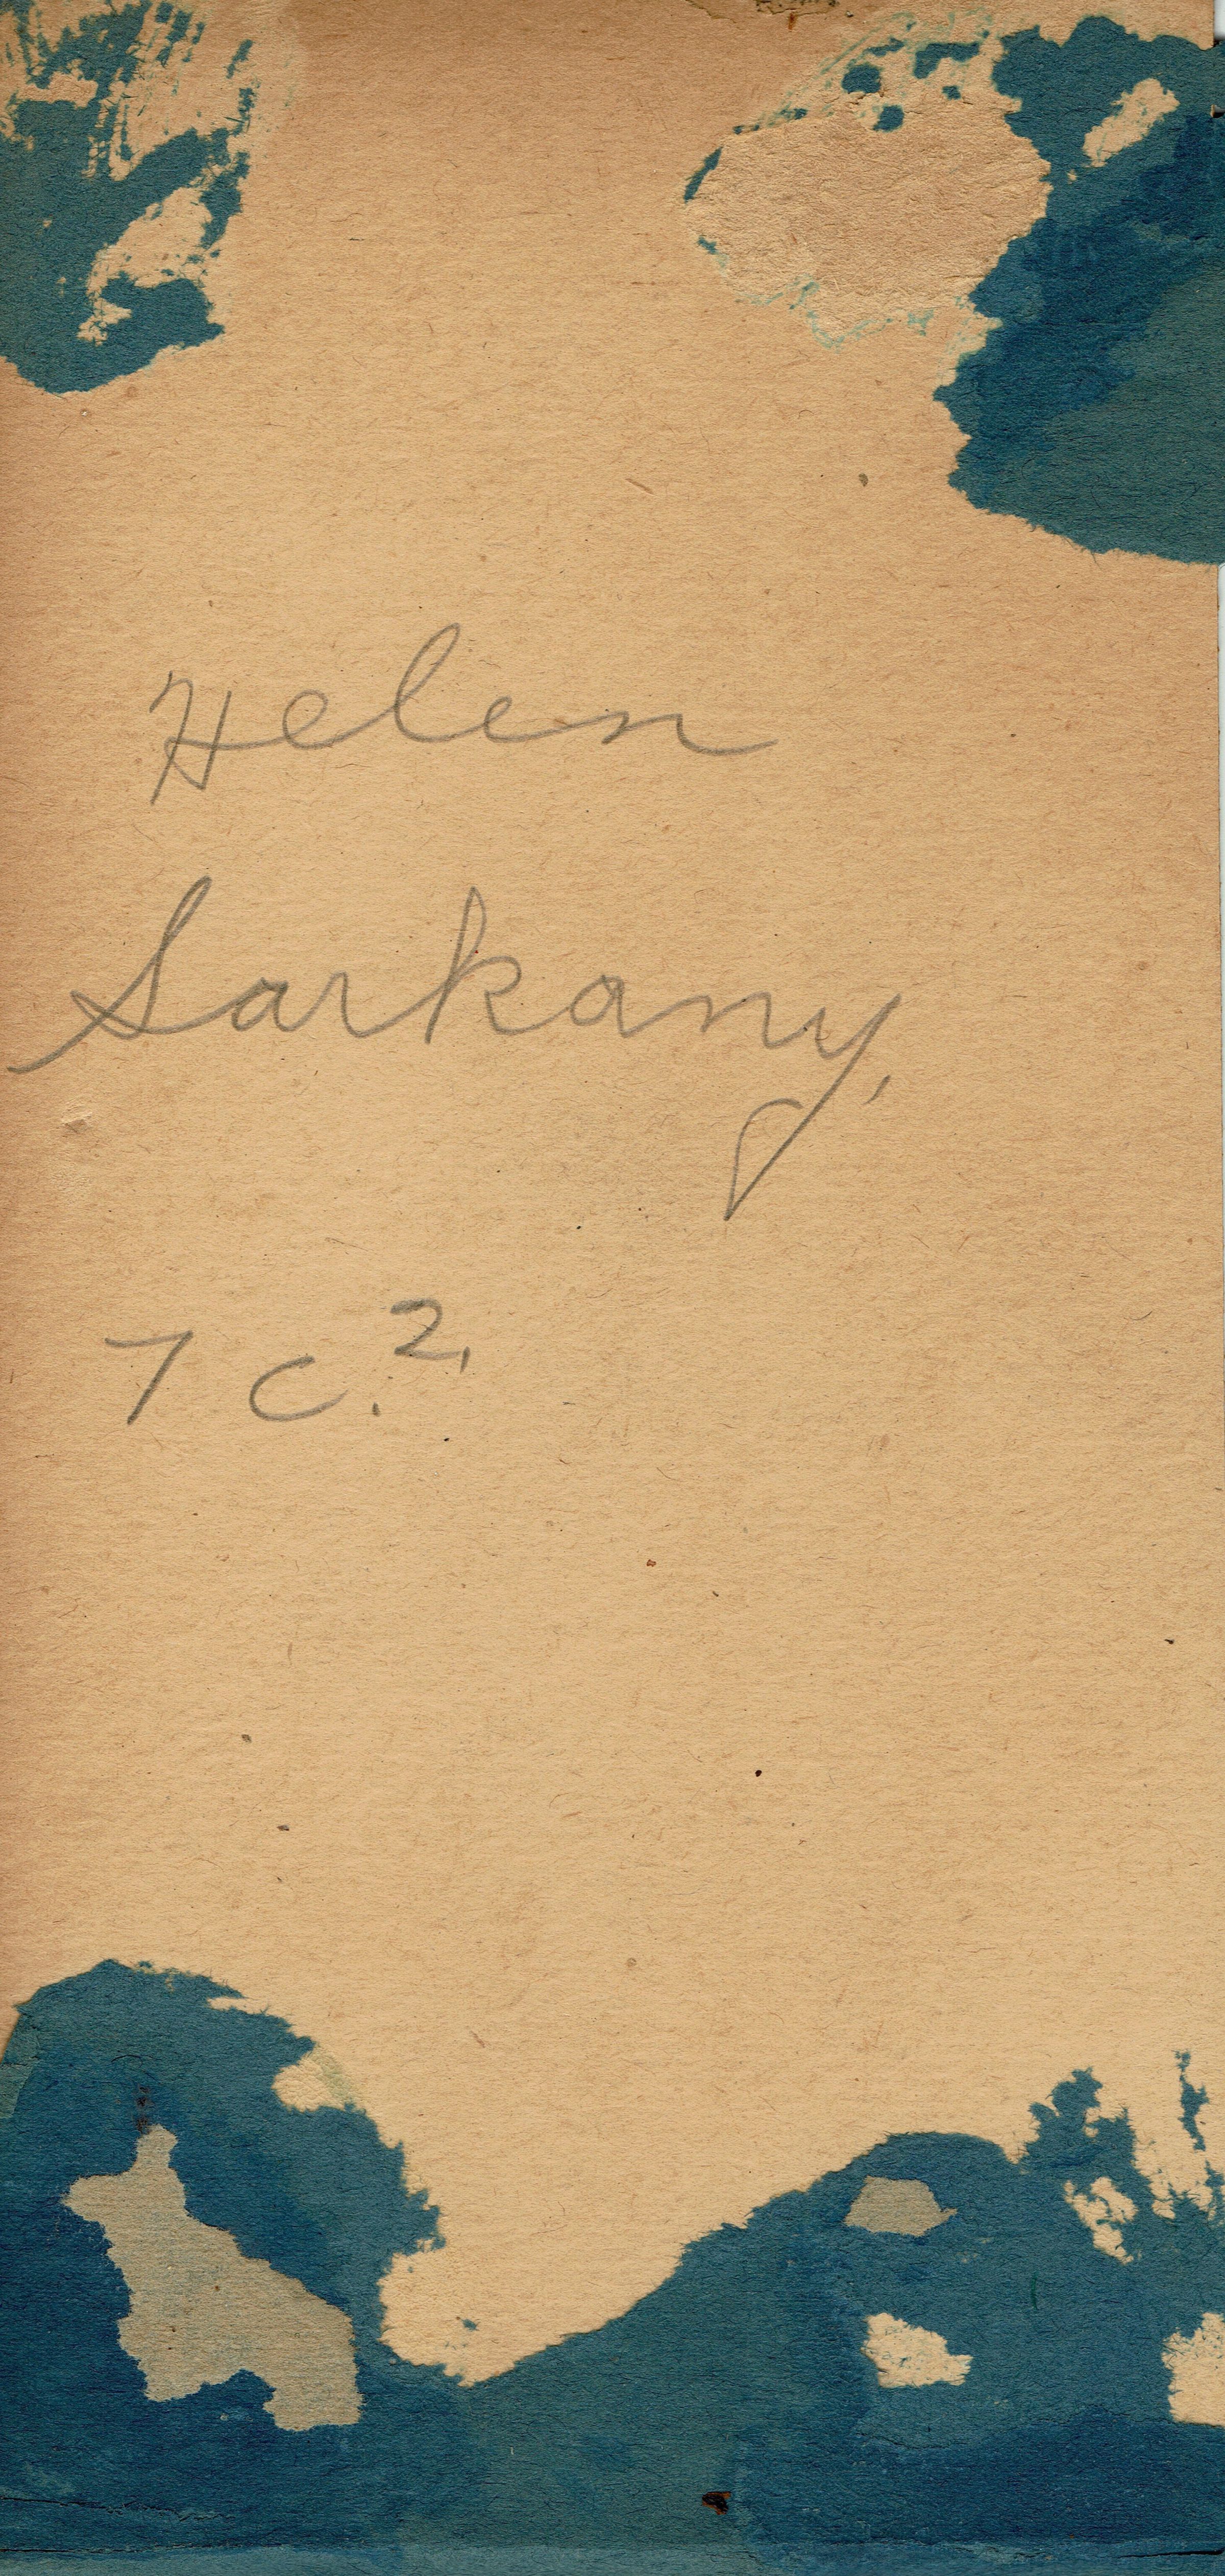 Helen
Sarkany,
7 c.²,